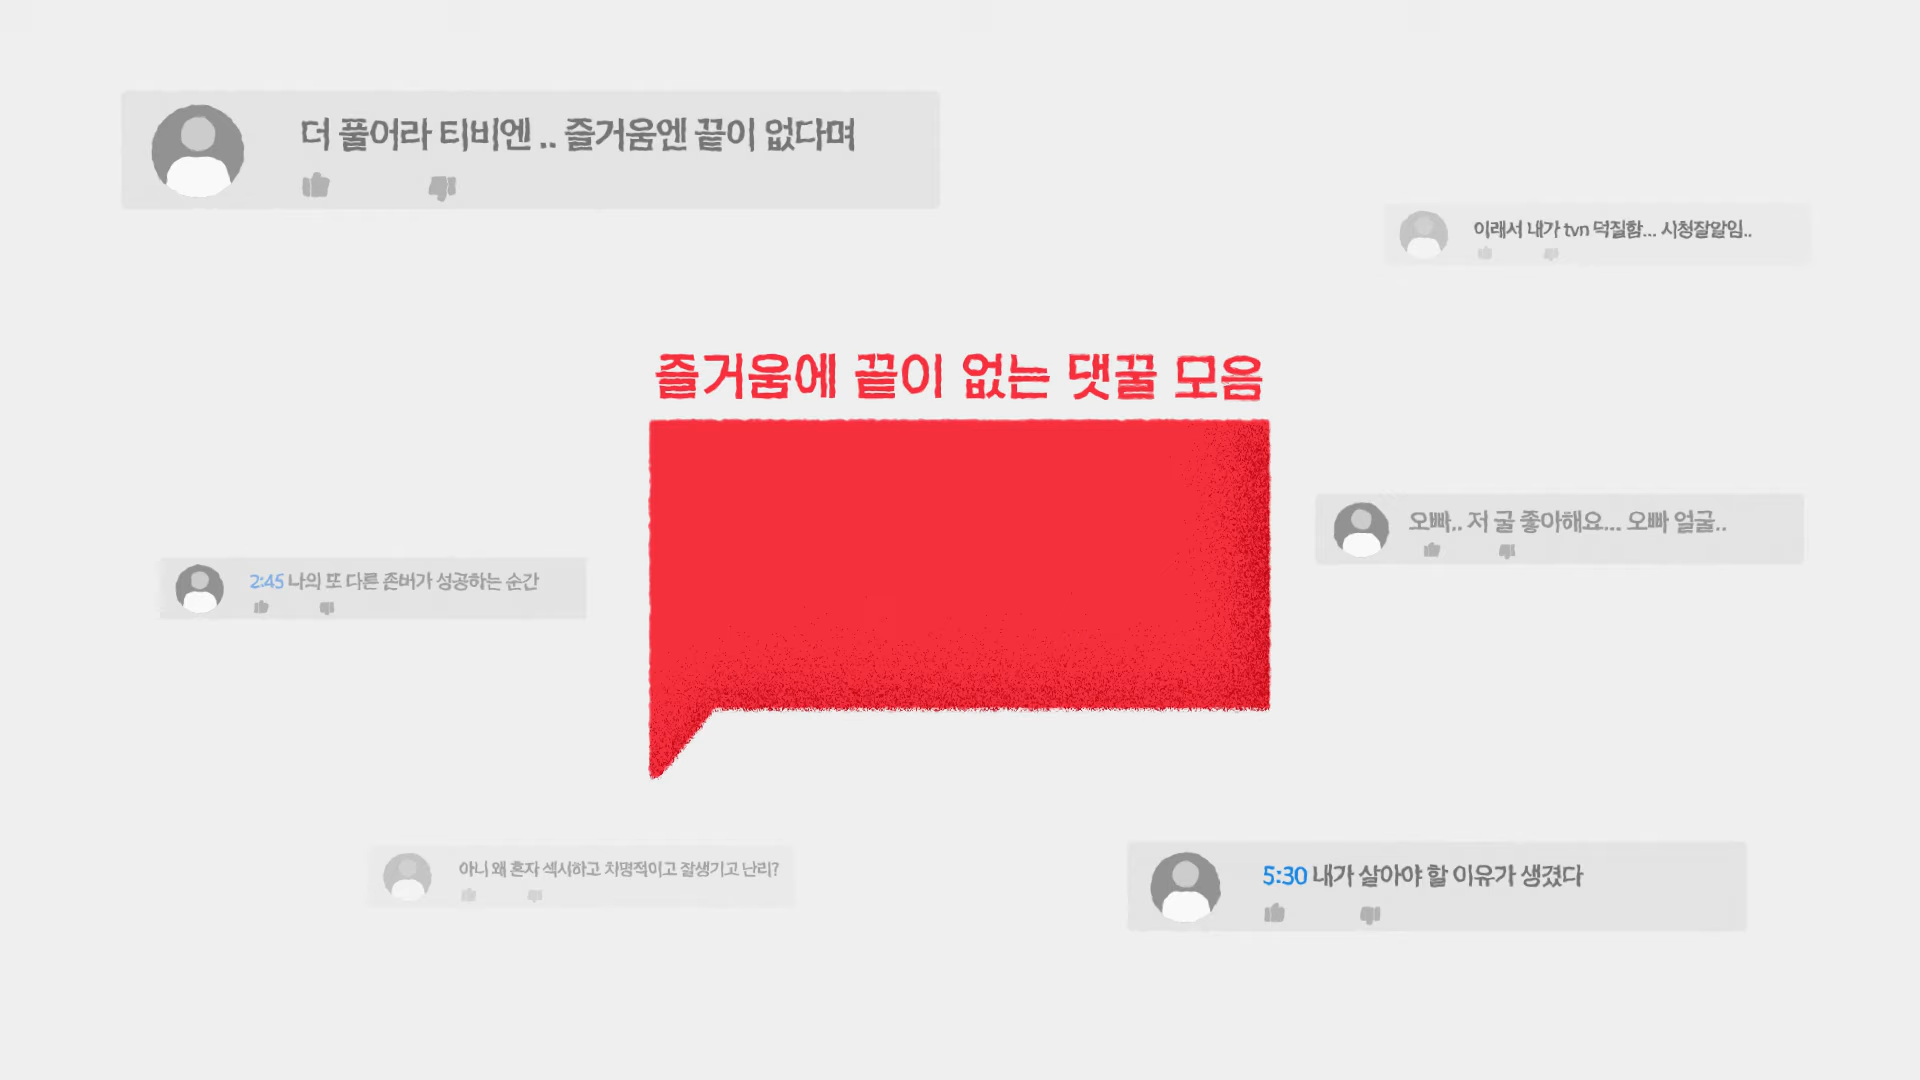 더 풀어라 티비엔 .. 즐거움엔 끝이 없다며
이래서 내가 tvn 덕질함... 시청잘알임..
즐거움에 끝이 없는 댓꿀 모음
오빠.. 저 굴 좋아해요... 오빠 얼굴..
2:45 나의 또 다른 존버가 성공하는 순간
아니 왜 혼자 섹시하고 치명적이고 잘생기고 난리?
5:30 내가 살아야 할 이유가 생겼다